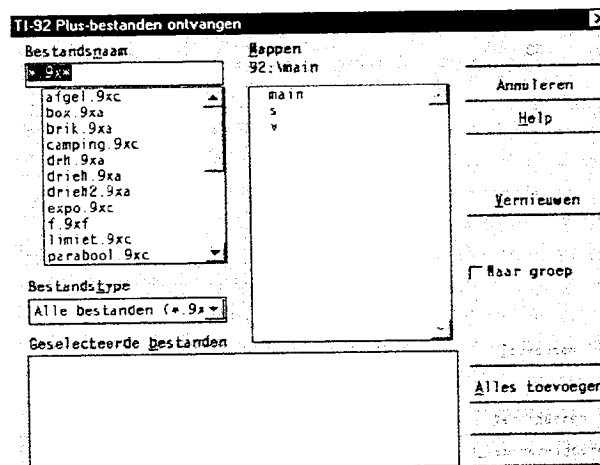 TI-92 Plus-bestanden ontvangen
Bestandsnaam
*.9x*
afgel.9xc
box.9xa
brik.9xa
camping.9xc
drh.9xa
drieh.9xa
drieh2.9xa
expo.9xc
f.9xf
limiet.9xc
parabool.9xc
Bestandstype
Alle bestanden (*.9x
Mappen
92:\main
main
s
v
OK
Annuleren
Help
Vernieuwen
Naar groep
Alles toevoegen
Geselecteerde bestanden